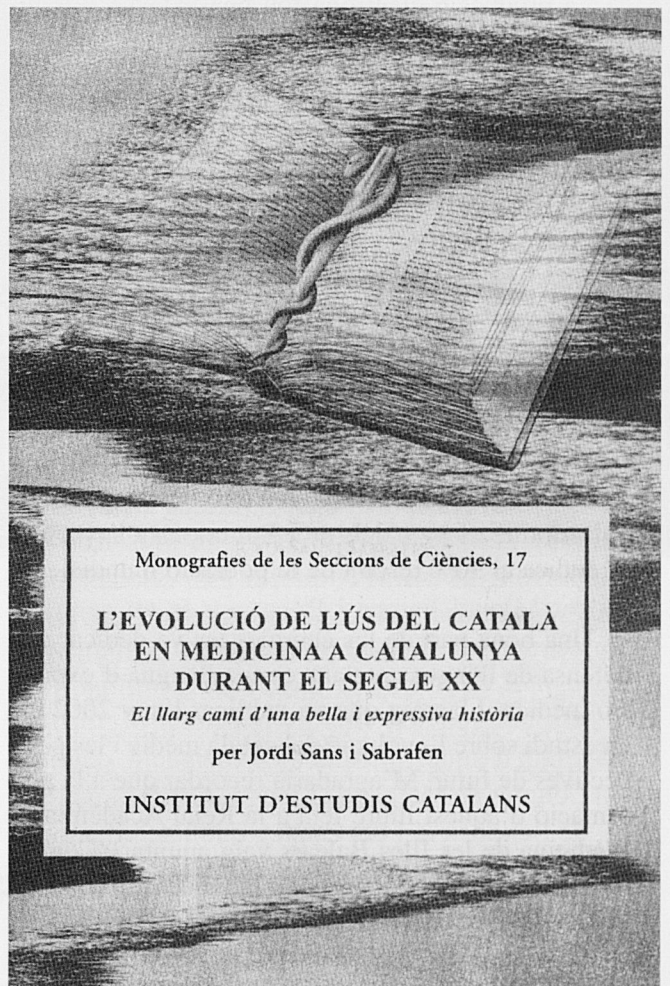 Monografies de les Seccions de Ciències, 17
L'EVOLUCIÓ DE L'ÚS DEL CATALÀ
EN MEDICINA A CATALUNYA
DURANT EL SEGLE XX
El llarg camí d'una bella i expressiva història
per Jordi Sans i Sabrafen
INSTITUT D'ESTUDIS CATALANS